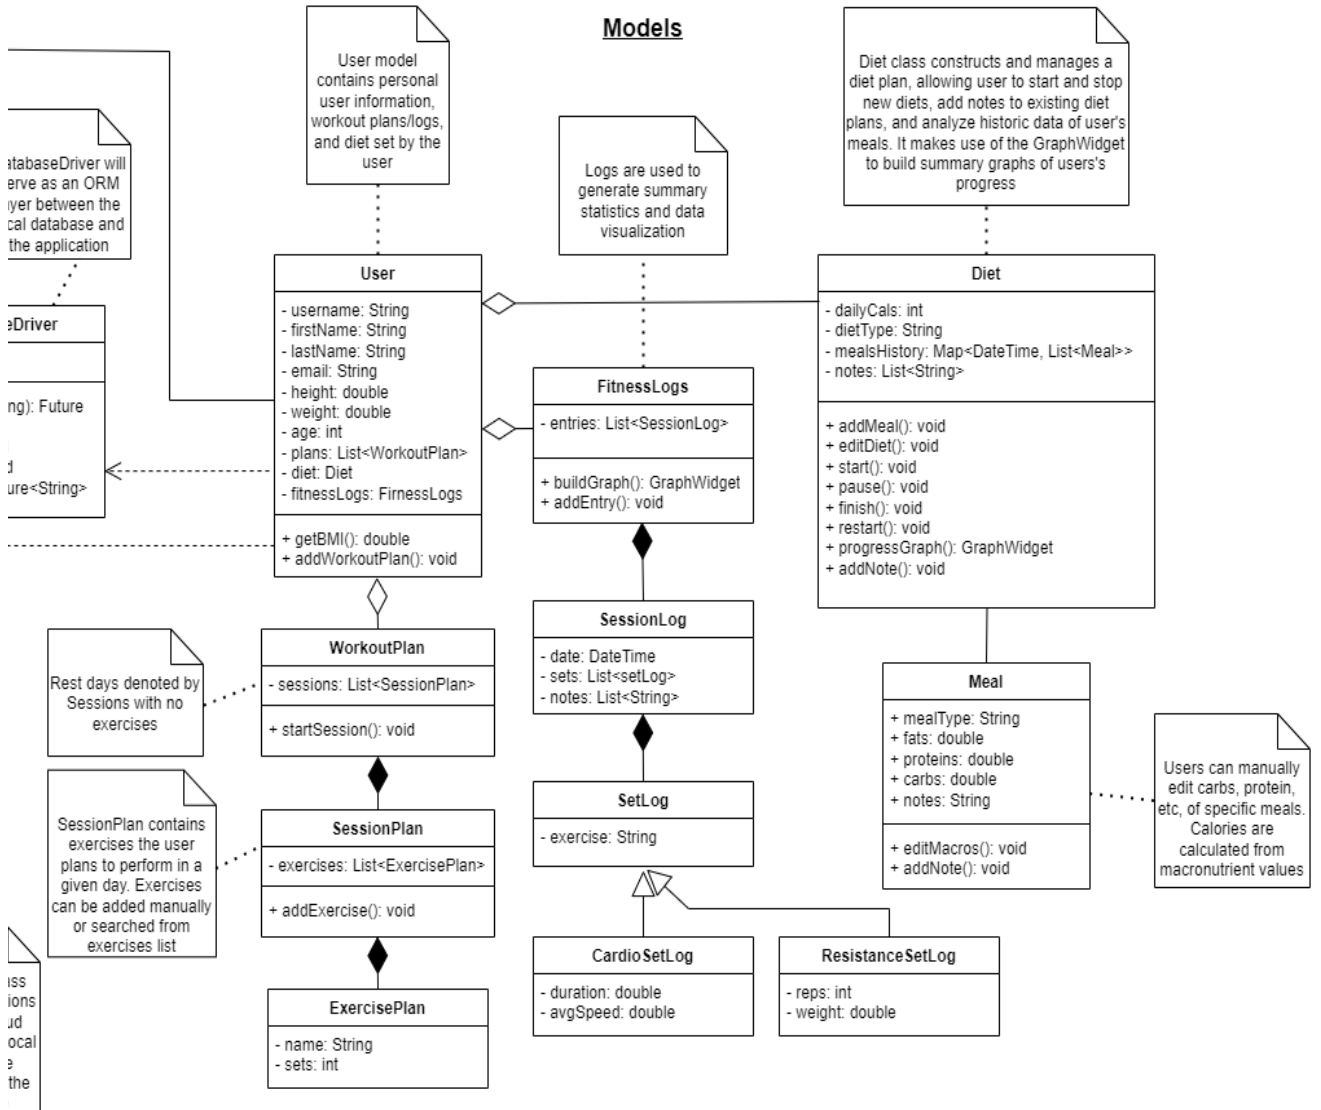 Models
User model
contains personal
user information,
workout plans/logs,
and diet set by the
user
Diet class constructs and manages a
diet plan, allowing user to start and stop
new diets, add notes to existing diet
plans, and analyze historic data of user's
meals. It makes use of the GraphWidget
to build summary graphs of users's
progress
Logs are used to
generate summary
statistics and data
visualization
atabaseDriver will
erve as an ORM
yer between the
cal database and
the application
eDriver
ng): Future
d
ure<String>
User
- username: String
- firstName: String
- lastName: String
- email: String
- height: double
- weight: double
- age: int
- plans: List<WorkoutPlan>
- diet: Diet
- fitnessLogs: FirnessLogs
+ getBMI(): double
+ addWorkoutPlan(): void
FitnessLogs
- entries: List<SessionLog>
+ buildGraph(): GraphWidget
+ addEntry(): void
Diet
- dailyCals: int
- dietType: String
- mealsHistory: Map<DateTime, List<Meal>>
- notes: List<String>
+ addMeal(): void
+ editDiet(): void
+ start(): void
+ pause(): void
+ finish(): void
+ restart(): void
+ progressGraph(): GraphWidget
+ addNote(): void
Rest days denoted by
Sessions with no
exercises
WorkoutPlan
- sessions: List<SessionPlan>
+ startSession(): void
SessionLog
- date: DateTime
- sets: List<setLog>
- notes: List<String>
Meal
+ mealType: String
+ fats: double
+ proteins: double
+ carbs: double
+ notes: String
+ editMacros(): void
+ addNote(): void
Users can manually
edit carbs, protein,
etc, of specific meals.
Calories are
calculated from
macronutrient values
SessionPlan contains
exercises the user
plans to perform in a
given day. Exercises
can be added manually
or searched from
exercises list
SessionPlan
- exercises: List<ExercisePlan>
+ addExercise(): void
SetLog
- exercise: String
CardioSetLog
- duration: double
- avgSpeed: double
ResistanceSetLog
- reps: int
- weight: double
ExercisePlan
- name: String
- sets: int
ass
ions
ud
ocal
e
the